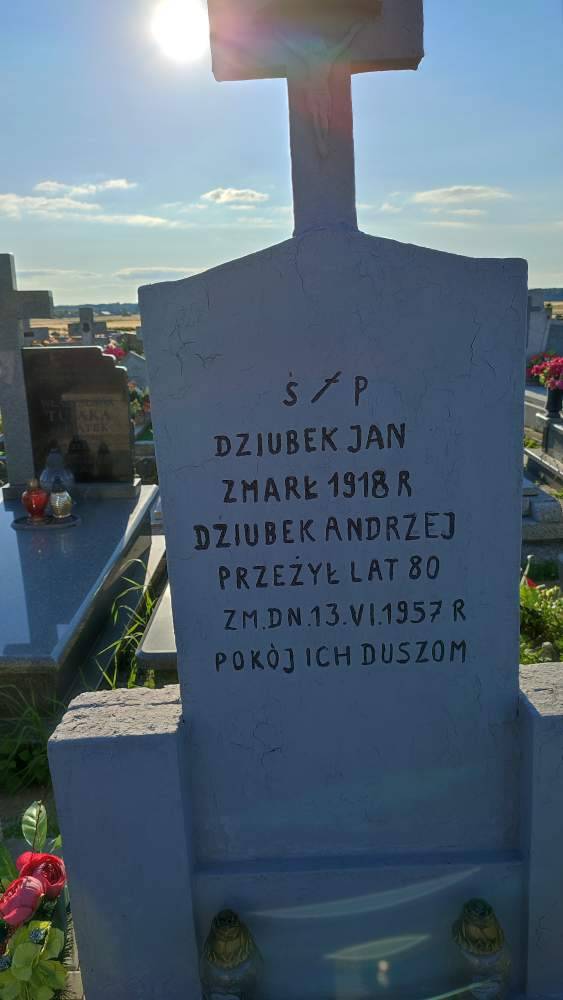 Ś † P
DZIUBEK JAN
ZMARŁ 1918 R
DZIUBEK ANDRZEJ
PRZEŻYŁ LAT 80
ZM.DN.13.VI.1957 R
POKÓJ ICH DUSZOM